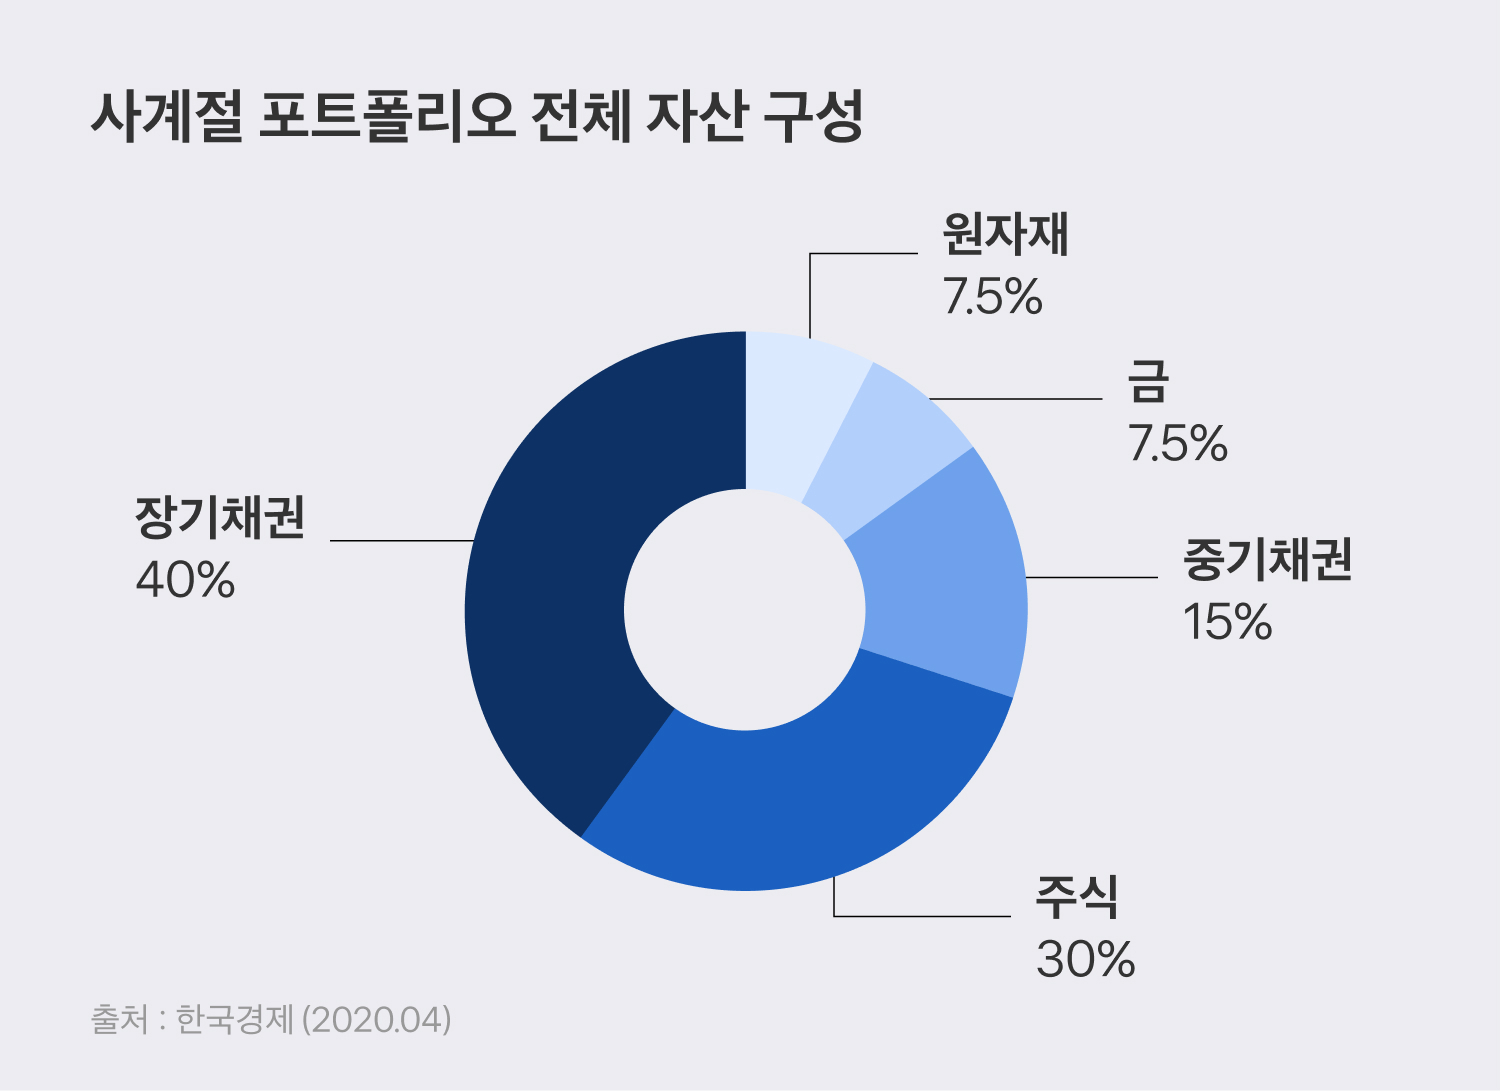 사계절 포트폴리오 전체 자산 구성
원자재
7.5%
금
7.5%
장기채권
40%
중기채권
15%
주식
30%
출처 : 한국경제 (2020.04)